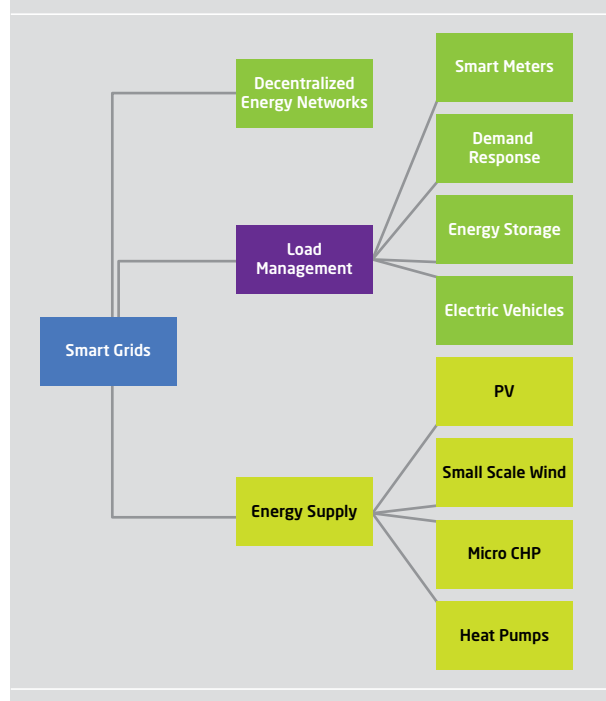 Smart Grids
Decentralized
Energy Networks
Load
Management
Smart Meters
Demand
Response
Energy Storage
Electric Vehicles
Energy Supply
PV
Small Scale Wind
Micro CHP
Heat Pumps